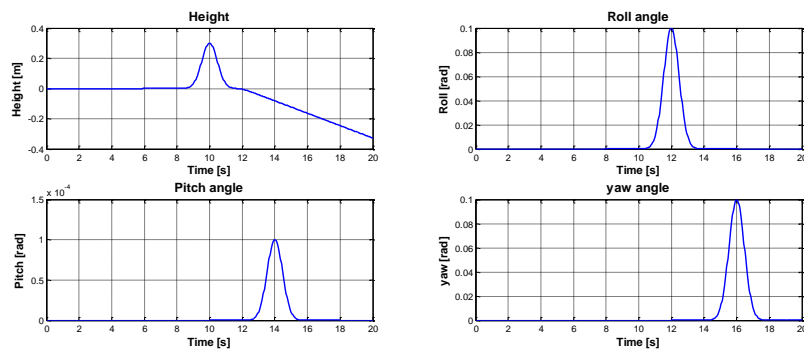 Height
Height [m]
0.4
0.2
0
-0.2
-0.4
0 2 4 6 8 10 12 14 16 18 20
Time [s]
Roll angle
Roll [rad]
0.1
0.08
0.06
0.04
0.02
0
0 2 4 6 8 10 12 14 16 18 20
Time [s]
Pitch angle
x 10-4
Pitch [rad]
1.5
1
0.5
0
0 2 4 6 8 10 12 14 16 18 20
Time [s]
yaw angle
yaw [rad]
0.1
0.08
0.06
0.04
0.02
0
0 2 4 6 8 10 12 14 16 18 20
Time [s]